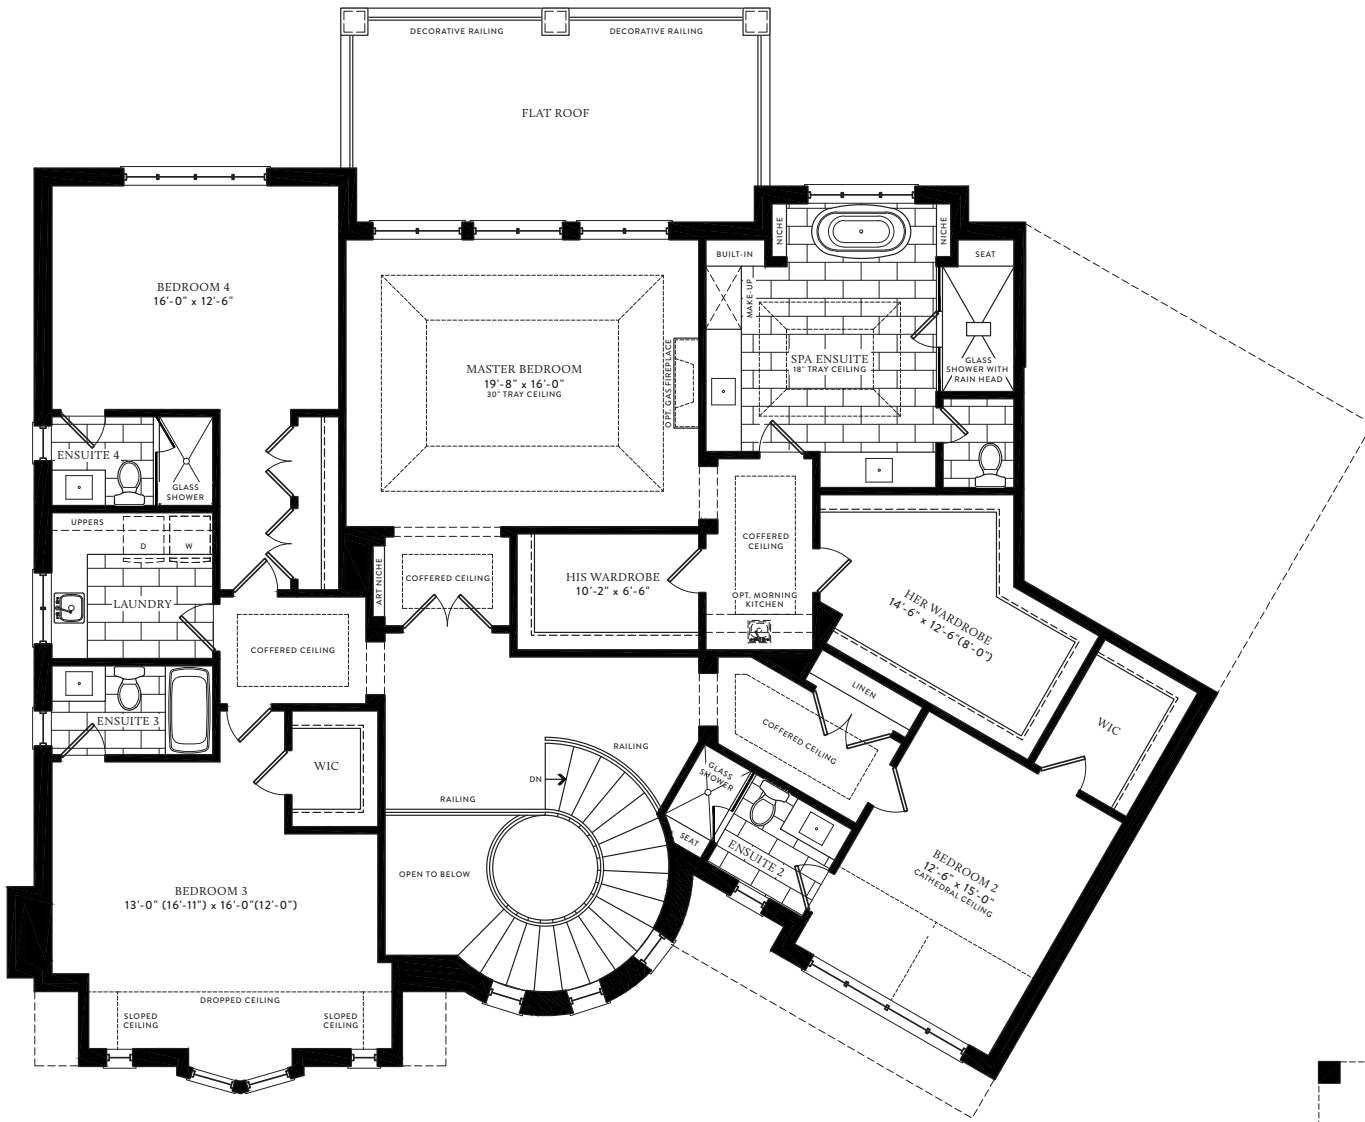 DECORATIVE RAILING
DECORATIVE RAILING
FLAT ROOF
NICHE
NICHE
BUILT-IN
SEAT
MAKE-UP
BEDROOM 4
16'-0" x 12'-6"
MASTER BEDROOM
19'-8" x 16'-0"
30" TRAY CEILING
OPT. GAS FIREPLACE
SPA ENSUITE
18" TRAY CEILING
GLASS
SHOWER WITH
RAIN HEAD
ENSUITE 4
GLASS
SHOWER
UPPERS
D
W
LAUNDRY
ART NICHE
COFFERED CEILING
HIS WARDROBE
10'-2" x 6'-6"
COFFERED
CEILING
OPT. MORNING
KITCHEN
HER WARDROBE
14'-6" x 12'-6"(8'-0")
COFFERED CEILING
LINEN
COFFERED CEILING
WIC
ENSUITE 3
WIC
RAILING
DN
RAILING
GLASS
SHOWER
SEAT
ENSUITE 2
OPEN TO BELOW
BEDROOM 2
12'-6" x 15'-0"
CATHEDRAL CEILING
BEDROOM 3
13'-0" (16'-11") x 16'-0"(12'-0")
DROPPED CEILING
SLOPED
CEILING
SLOPED
CEILING